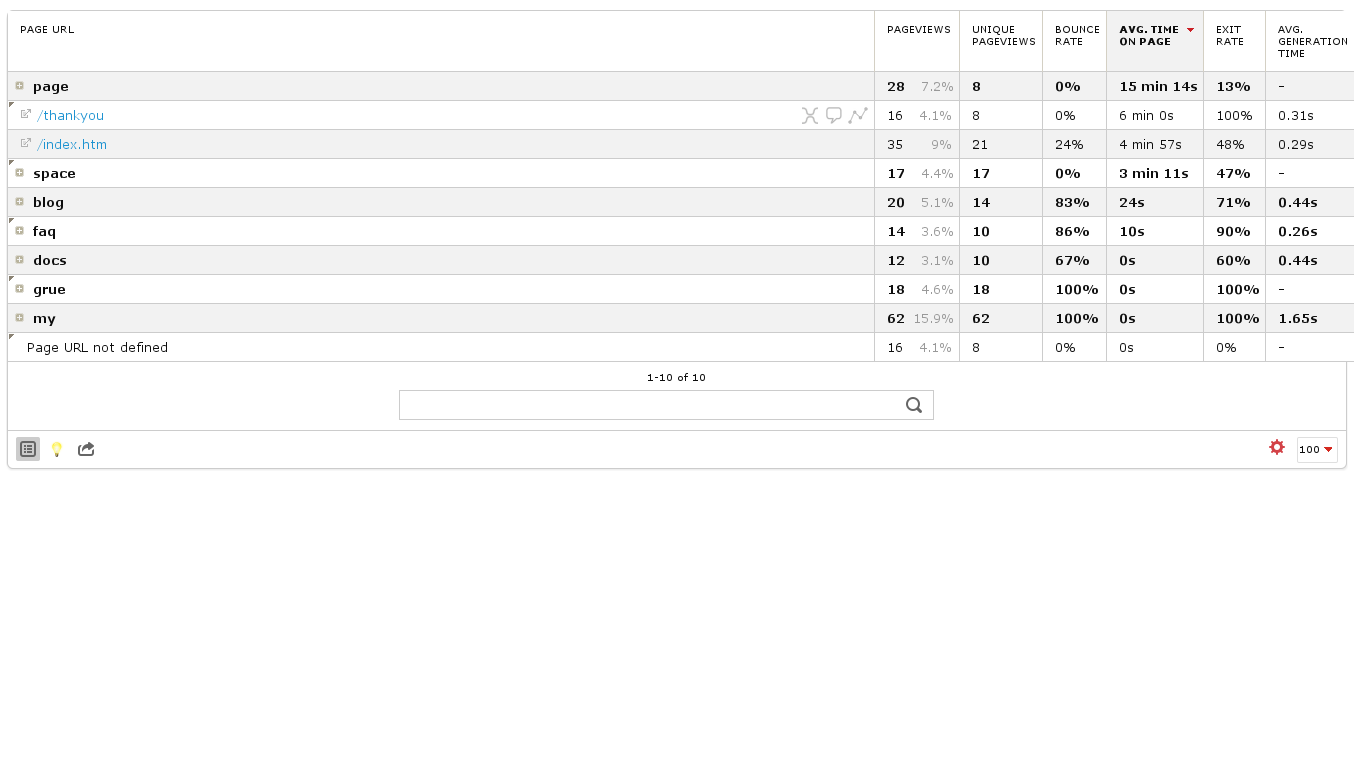 PAGE URL PAGEVIEWS UNIQUE PAGEVIEWS BOUNCE RATE AVG. TIME ON PAGE EXIT RATE AVG. GENERATION TIME
page 28 7.2% 8 0% 15 min 14s 13% -
/thankyou 16 4.1% 8 0% 6 min 0s 100% 0.31s
/index.htm 35 9% 21 24% 4 min 57s 48% 0.29s
space 17 4.4% 17 0% 3 min 11s 47% -
blog 20 5.1% 14 83% 24s 71% 0.44s
faq 14 3.6% 10 86% 10s 90% 0.26s
docs 12 3.1% 10 67% 0s 60% 0.44s
grue 18 4.6% 18 100% 0s 100% -
my 62 15.9% 62 100% 0s 100% 1.65s
Page URL not defined 16 4.1% 8 0% 0s 0% -
1-10 of 10
100